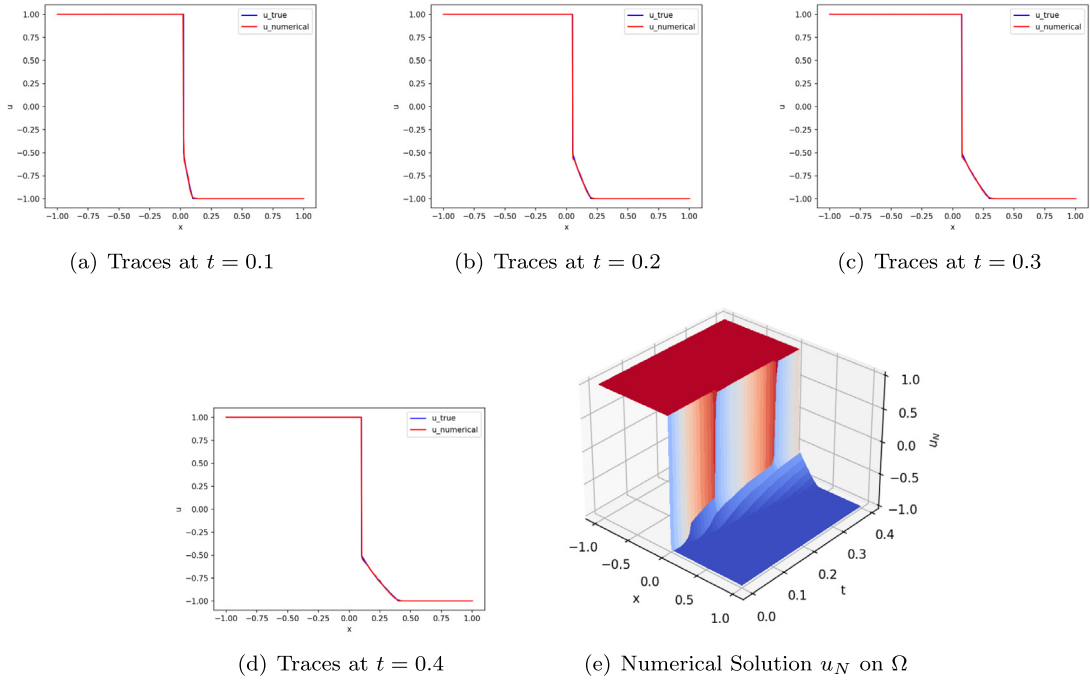 1.00
0.75
0.50
0.25
0.00
−0.25
−0.50
−0.75
−1.00
u
−1.00 −0.75 −0.50 −0.25 0.00 0.25 0.50 0.75 1.00
x
u_true
u_numerical
(a) Traces at t = 0.1
1.00
0.75
0.50
0.25
0.00
−0.25
−0.50
−0.75
−1.00
u
−1.00 −0.75 −0.50 −0.25 0.00 0.25 0.50 0.75 1.00
x
u_true
u_numerical
(b) Traces at t = 0.2
1.00
0.75
0.50
0.25
0.00
−0.25
−0.50
−0.75
−1.00
u
−1.00 −0.75 −0.50 −0.25 0.00 0.25 0.50 0.75 1.00
x
u_true
u_numerical
(c) Traces at t = 0.3
1.00
0.75
0.50
0.25
0.00
−0.25
−0.50
−0.75
−1.00
u
−1.00 −0.75 −0.50 −0.25 0.00 0.25 0.50 0.75 1.00
x
u_true
u_numerical
(d) Traces at t = 0.4
1.0
0.5
0.0
−0.5
−1.0
u_N
−1.0 −0.5 0.0 0.5 1.0
x
0.0 0.1 0.2 0.3 0.4
t
(e) Numerical Solution u_N on Ω